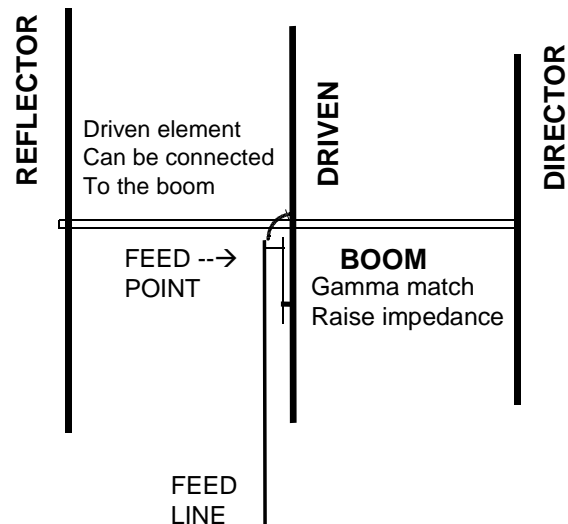 REFLECTOR
DRIVEN
DIRECTOR
Driven element
Can be connected
To the boom
FEED --→
POINT
BOOM
Gamma match
Raise impedance
FEED
LINE